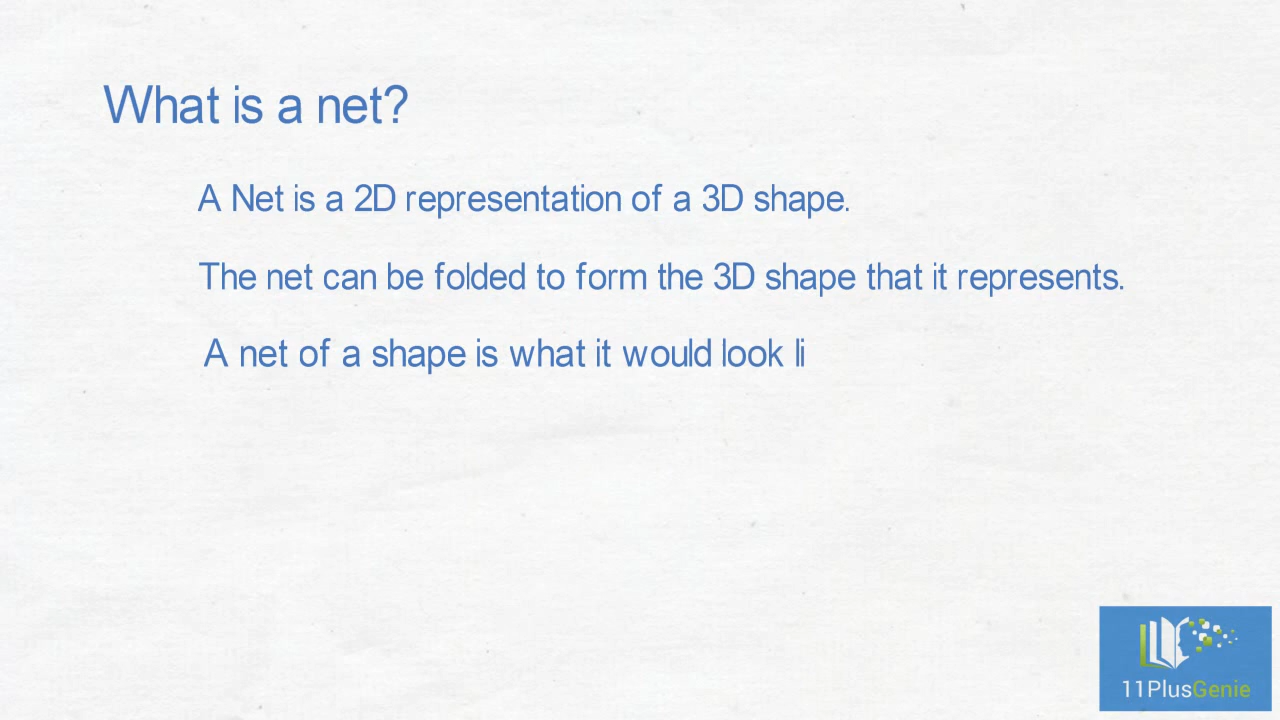 What is a net?
A Net is a 2D representation of a 3D shape.
The net can be folded to form the 3D shape that it represents.
A net of a shape is what it would look li
11PlusGenie